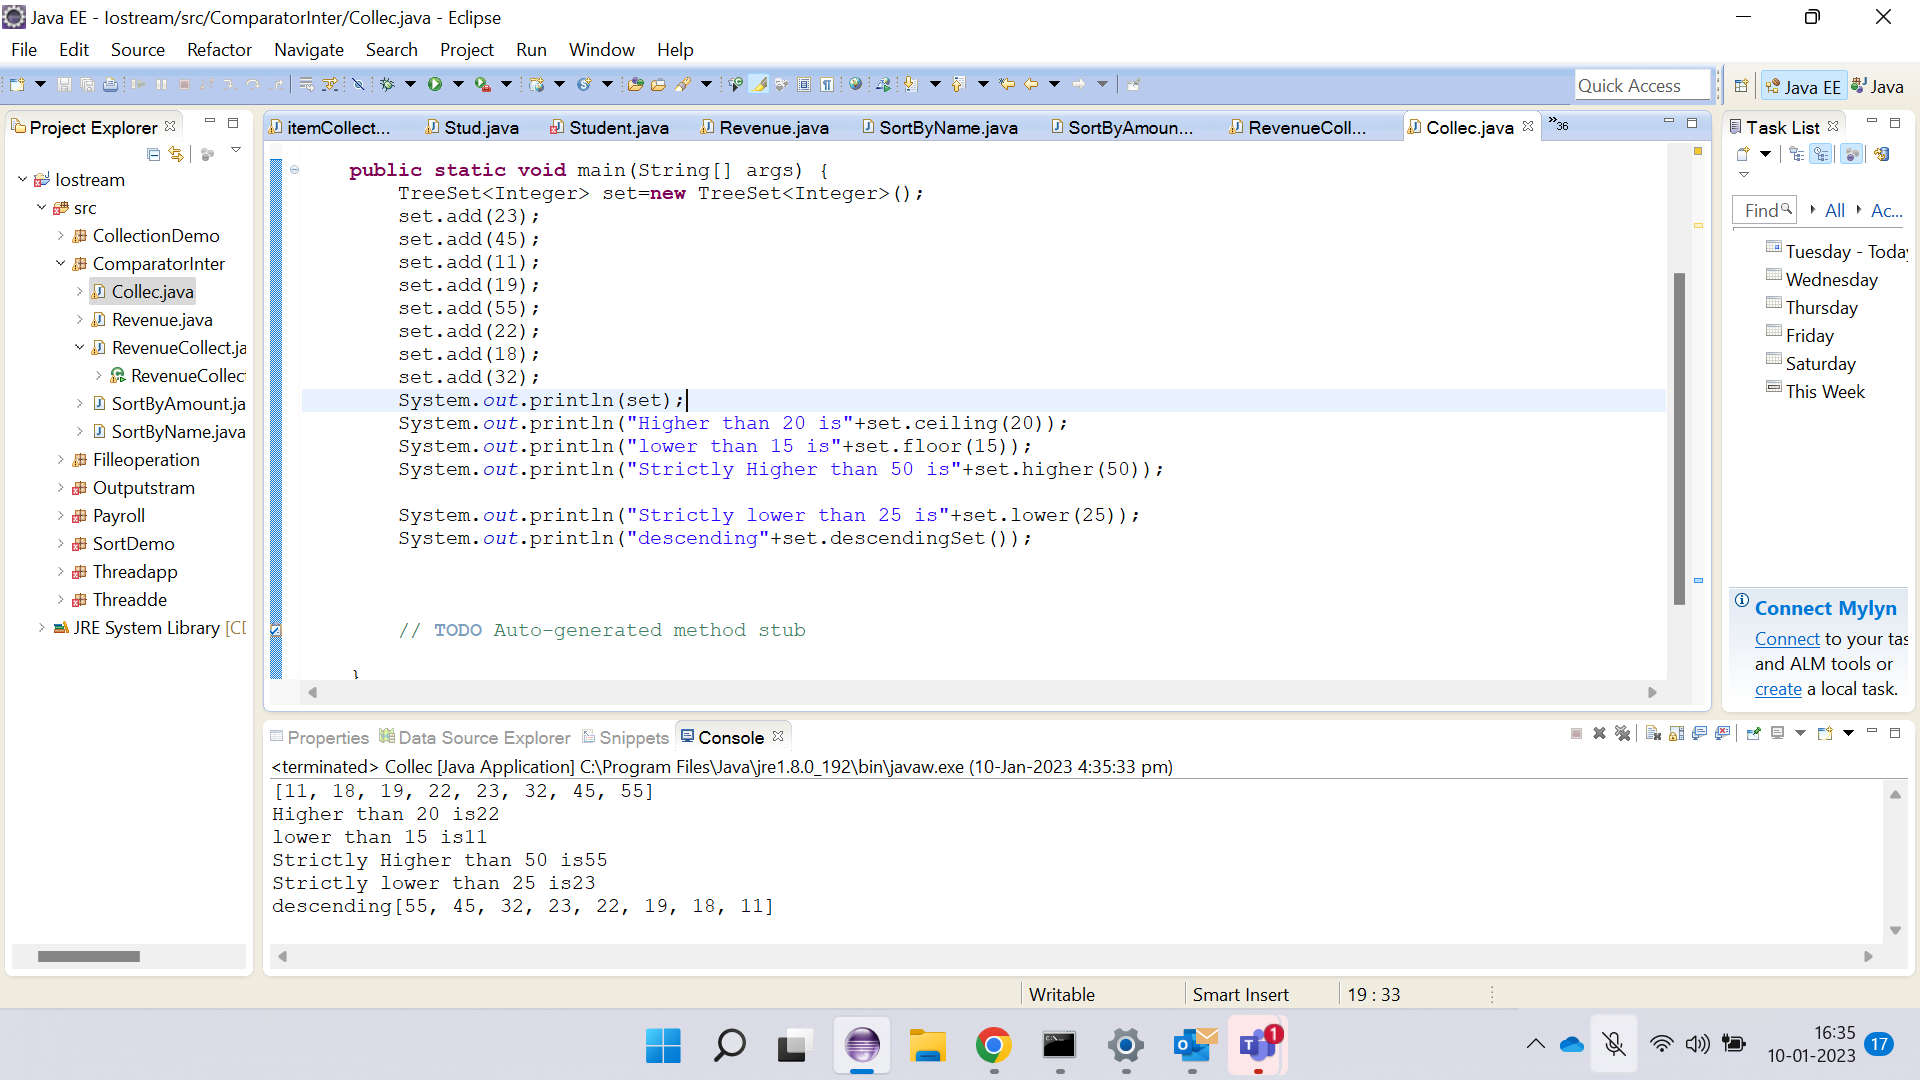 Java EE - Iostream/src/ComparatorInter/Collec.java - Eclipse
File Edit Source Refactor Navigate Search Project Run Window Help
Quick Access
Java EE
Java
Project Explorer
Iostream
src
CollectionDemo
ComparatorInter
Collec.java
Revenue.java
RevenueCollect.ja
RevenueCollec
SortByAmount.ja
SortByName.java
Filleoperation
Outputstram
Payroll
SortDemo
Threadapp
Threadde
JRE System Library [CD
itemCollect... Stud.java Student.java Revenue.java SortByName.java SortByAmoun... RevenueColl... Collec.java »36
public static void main(String[] args) {
TreeSet<Integer> set=new TreeSet<Integer>();
set.add(23);
set.add(45);
set.add(11);
set.add(19);
set.add(55);
set.add(22);
set.add(18);
set.add(32);
System.out.println(set);
System.out.println("Higher than 20 is"+set.ceiling(20));
System.out.println("lower than 15 is"+set.floor(15));
System.out.println("Strictly Higher than 50 is"+set.higher(50));
System.out.println("Strictly lower than 25 is"+set.lower(25));
System.out.println("descending"+set.descendingSet());
// TODO Auto-generated method stub
}
Task List
Find All Ac...
Tuesday - Today
Wednesday
Thursday
Friday
Saturday
This Week
Connect Mylyn
Connect to your tas
and ALM tools or
create a local task.
Properties Data Source Explorer Snippets Console
<terminated> Collec [Java Application] C:\Program Files\Java\jre1.8.0_192\bin\javaw.exe (10-Jan-2023 4:35:33 pm)
[11, 18, 19, 22, 23, 32, 45, 55]
Higher than 20 is22
lower than 15 is11
Strictly Higher than 50 is55
Strictly lower than 25 is23
descending[55, 45, 32, 23, 22, 19, 18, 11]
Writable Smart Insert 19 : 33
1
16:35
10-01-2023
17